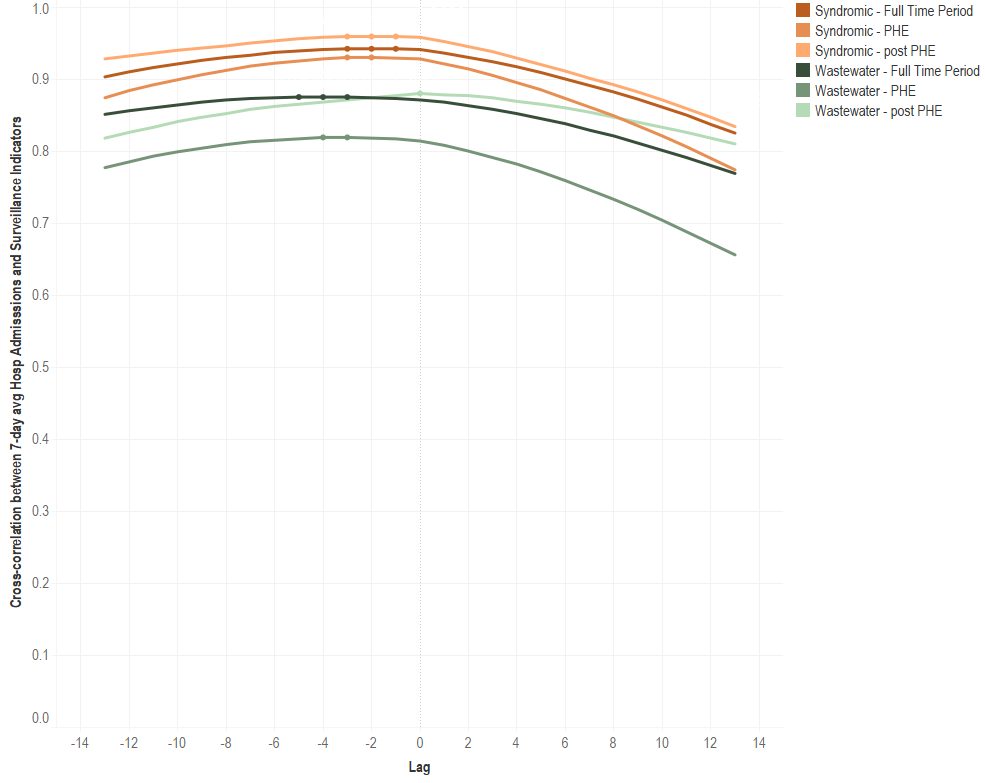 Syndromic - Full Time Period
Syndromic - PHE
Syndromic - post PHE
Wastewater - Full Time Period
Wastewater - PHE
Wastewater - post PHE
Cross-correlation between 7-day avg Hosp Admisssions and Surveillance Indicators
1.0
0.9
0.8
0.7
0.6
0.5
0.4
0.3
0.2
0.1
0.0
-14 -12 -10 -8 -6 -4 -2 0 2 4 6 8 10 12 14
Lag